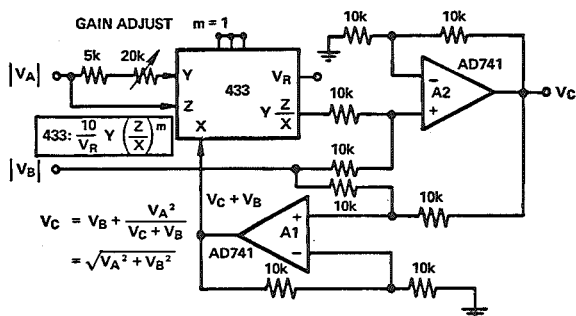 GAIN ADJUST
m = 1
10k
10k
5k
20k
|VA|
Y
VR
433
Z
Y Z/X
X
10k
AD741
−
A2
+
VC
433: 10/VR Y (Z/X)^m
|VB|
10k
10k
VC + VB
10k
VC = VB + VA²/(VC + VB)
= √(VA² + VB²)
+
A1
−
AD741
10k
10k